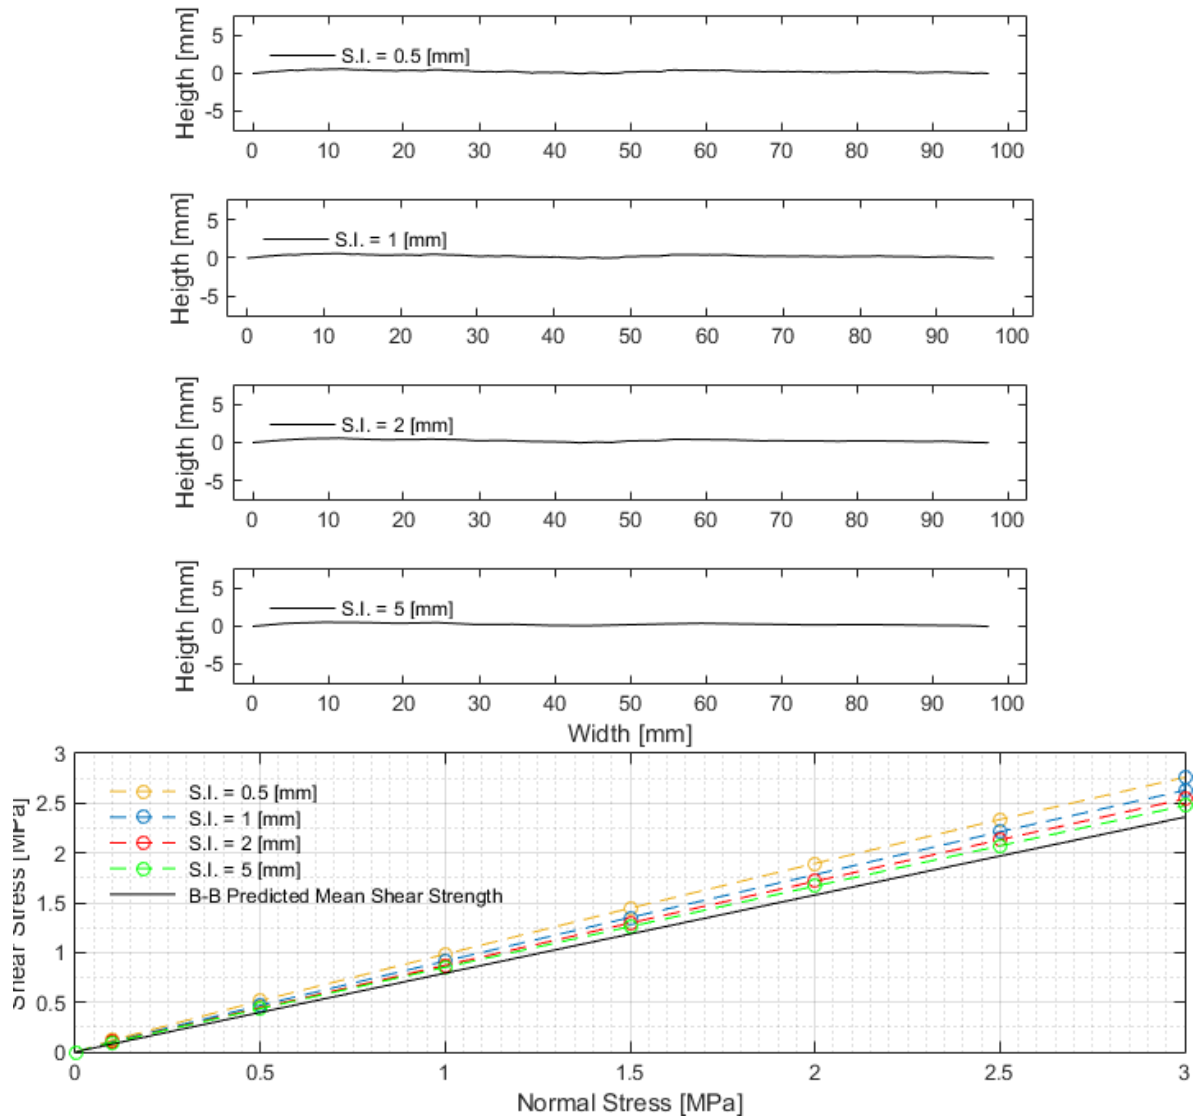 Heigth [mm]
5
0
-5
S.I. = 0.5 [mm]
0 10 20 30 40 50 60 70 80 90 100
Heigth [mm]
5
0
-5
S.I. = 1 [mm]
0 10 20 30 40 50 60 70 80 90 100
Heigth [mm]
5
0
-5
S.I. = 2 [mm]
0 10 20 30 40 50 60 70 80 90 100
Heigth [mm]
5
0
-5
S.I. = 5 [mm]
0 10 20 30 40 50 60 70 80 90 100
Width [mm]
Shear Stress [MPa]
3
2.5
2
1.5
1
0.5
0
S.I. = 0.5 [mm]
S.I. = 1 [mm]
S.I. = 2 [mm]
S.I. = 5 [mm]
B-B Predicted Mean Shear Strength
0 0.5 1 1.5 2 2.5 3
Normal Stress [MPa]